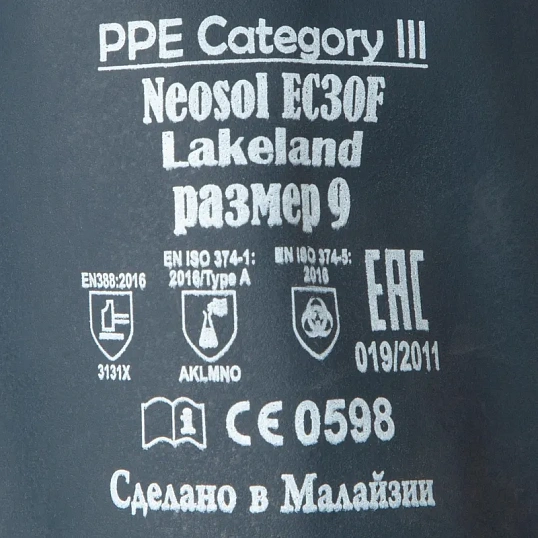 PPE Category III
Neosol EC30F
Lakeland
размер 9
EN388:2016
3131X
EN ISO 374-1:
2016/Type A
AKLMNO
EN ISO 374-5:
2016
EAC
019/2011
CE 0598
Сделано в Малайзии